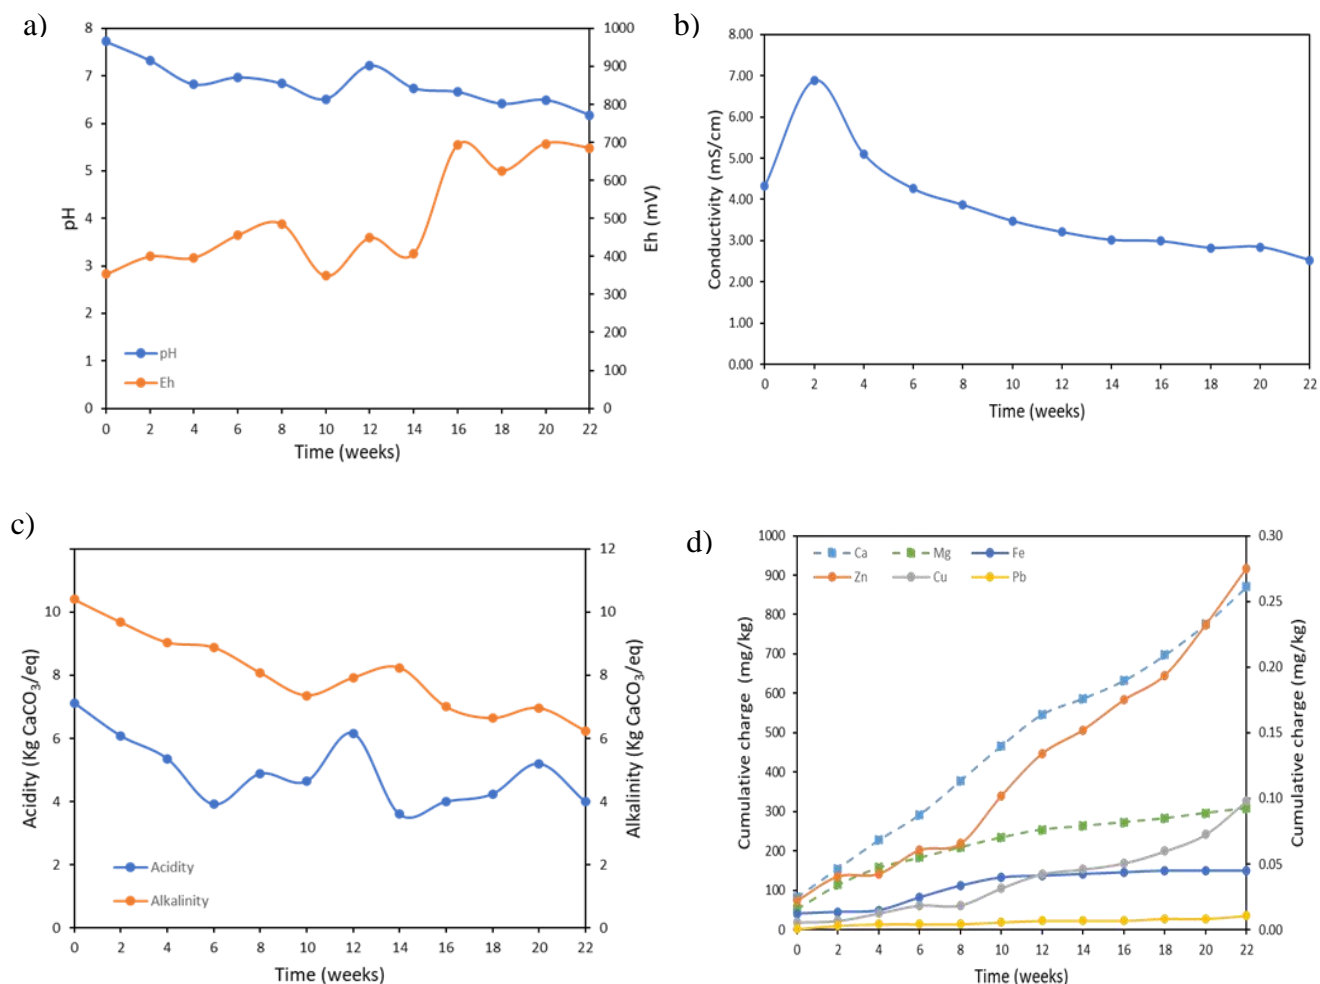 a)
8
7
6
5
4
3
2
1
0
pH
1000
900
800
700
600
500
400
300
200
100
0
Eh (mV)
pH
Eh
0 2 4 6 8 10 12 14 16 18 20 22
Time (weeks)
b)
8.00
7.00
6.00
5.00
4.00
3.00
2.00
1.00
0.00
Conductivity (mS/cm)
0 2 4 6 8 10 12 14 16 18 20 22
Time (weeks)
c)
10
8
6
4
2
0
Acidity (Kg CaCO3/eq)
12
10
8
6
4
2
0
Alkalinity (Kg CaCO3/eq)
Acidity
Alkalinity
0 2 4 6 8 10 12 14 16 18 20 22
Time (weeks)
d)
1000
900
800
700
600
500
400
300
200
100
0
Cumulative charge (mg/kg)
0.30
0.25
0.20
0.15
0.10
0.05
0.00
Cumulative charge (mg/kg)
Ca Mg Fe
Zn Cu Pb
0 2 4 6 8 10 12 14 16 18 20 22
Time (weeks)